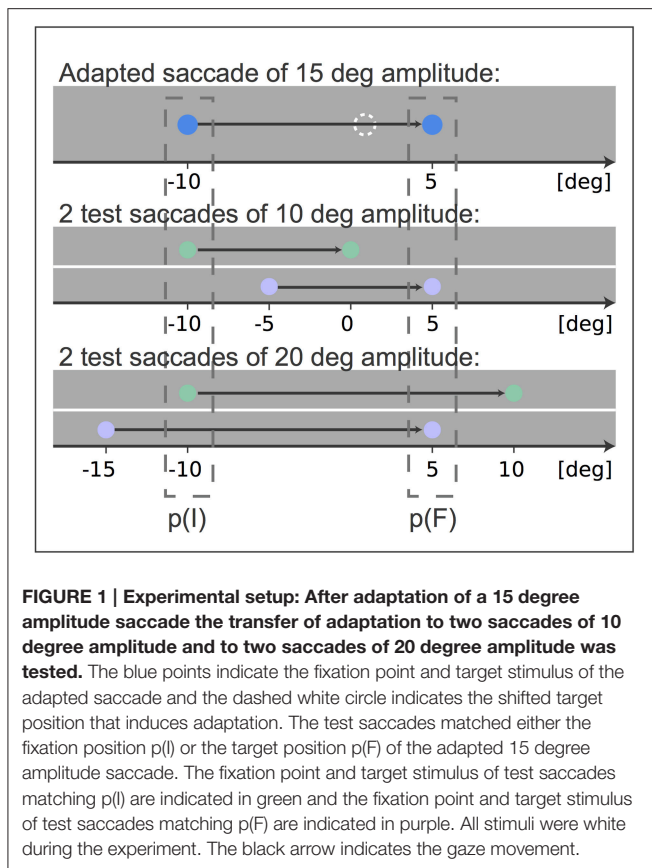 Adapted saccade of 15 deg amplitude:
-10 5 [deg]
2 test saccades of 10 deg amplitude:
-10 -5 0 5
2 test saccades of 20 deg amplitude:
-15 -10 5 10 [deg]
p(I) p(F)
FIGURE 1 | Experimental setup: After adaptation of a 15 degree
amplitude saccade the transfer of adaptation to two saccades of 10
degree amplitude and to two saccades of 20 degree amplitude was
tested. The blue points indicate the fixation point and target stimulus of the
adapted saccade and the dashed white circle indicates the shifted target
position that induces adaptation. The test saccades matched either the
fixation position p(I) or the target position p(F) of the adapted 15 degree
amplitude saccade. The fixation point and target stimulus of test saccades
matching p(I) are indicated in green and the fixation point and target stimulus
of test saccades matching p(F) are indicated in purple. All stimuli were white
during the experiment. The black arrow indicates the gaze movement.